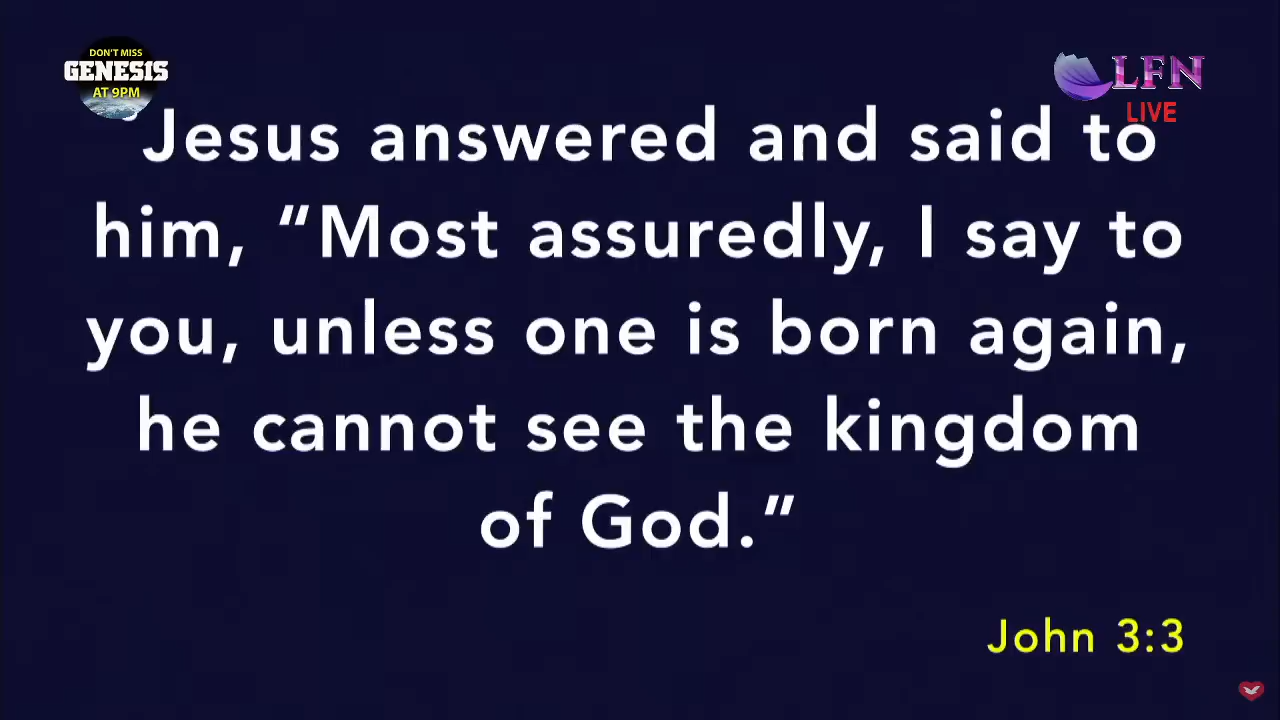 DON'T MISS
GENESIS
AT 9PM
LFN
LIVE
Jesus answered and said to
him, “Most assuredly, I say to
you, unless one is born again,
he cannot see the kingdom
of God.”
John 3:3